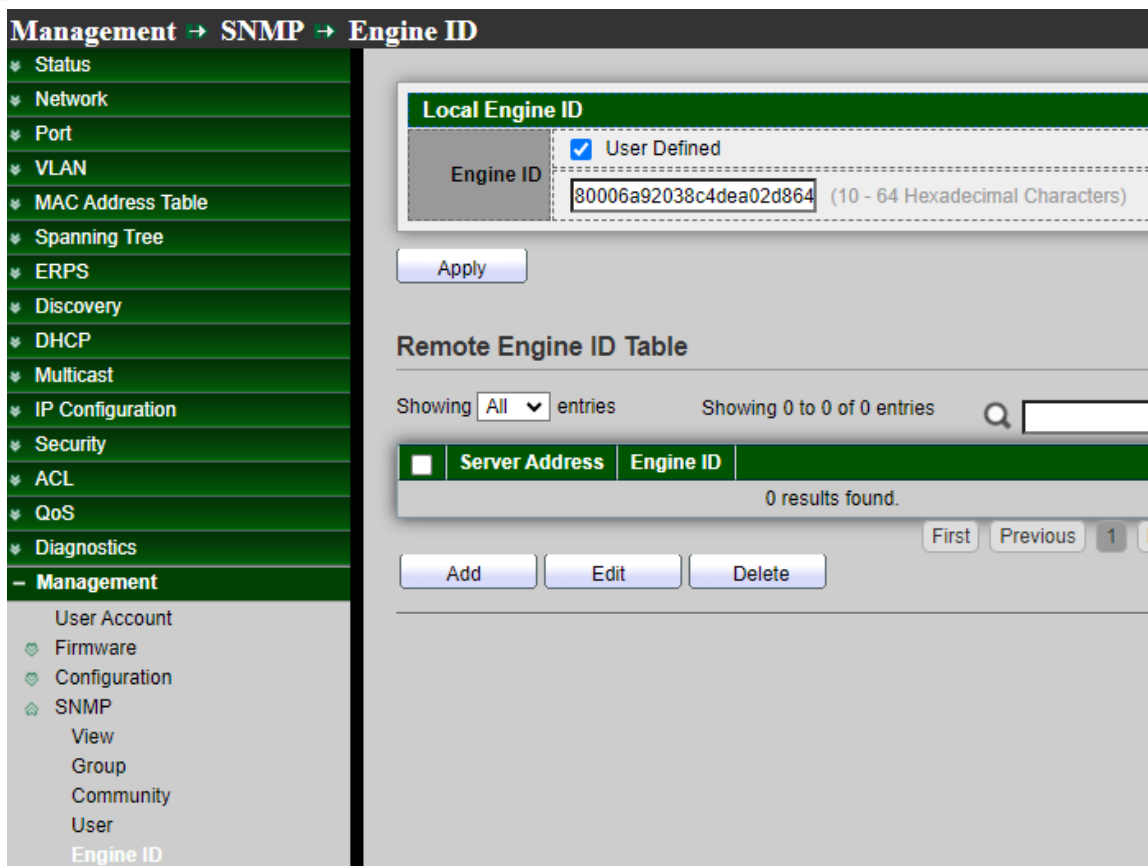 Management → SNMP → Engine ID
Status
Network
Port
VLAN
MAC Address Table
Spanning Tree
ERPS
Discovery
DHCP
Multicast
IP Configuration
Security
ACL
QoS
Diagnostics
Management
User Account
Firmware
Configuration
SNMP
View
Group
Community
User
Engine ID
Local Engine ID
Engine ID
User Defined
80006a92038c4dea02d864 (10 - 64 Hexadecimal Characters)
Apply
Remote Engine ID Table
Showing All entries Showing 0 to 0 of 0 entries
Server Address Engine ID
0 results found.
First Previous 1
Add Edit Delete